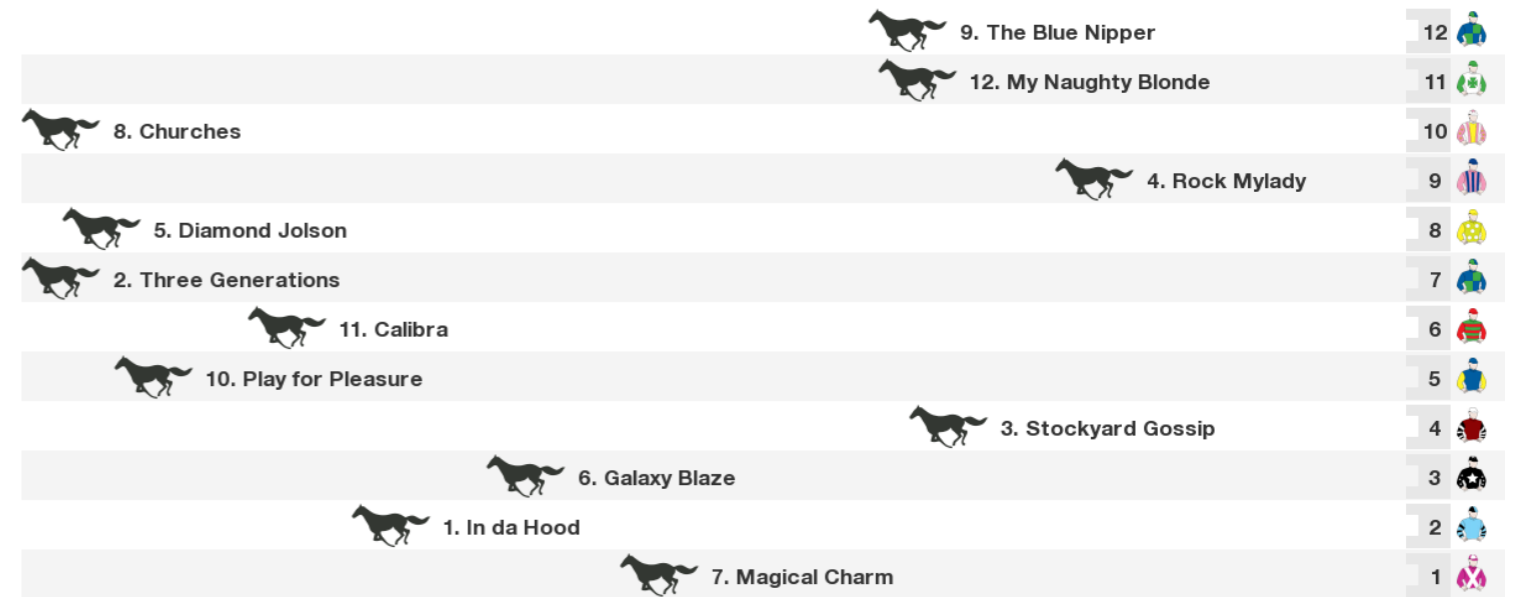 9. The Blue Nipper 12
12. My Naughty Blonde 11
8. Churches 10
4. Rock Mylady 9
5. Diamond Jolson 8
2. Three Generations 7
11. Calibra 6
10. Play for Pleasure 5
3. Stockyard Gossip 4
6. Galaxy Blaze 3
1. In da Hood 2
7. Magical Charm 1